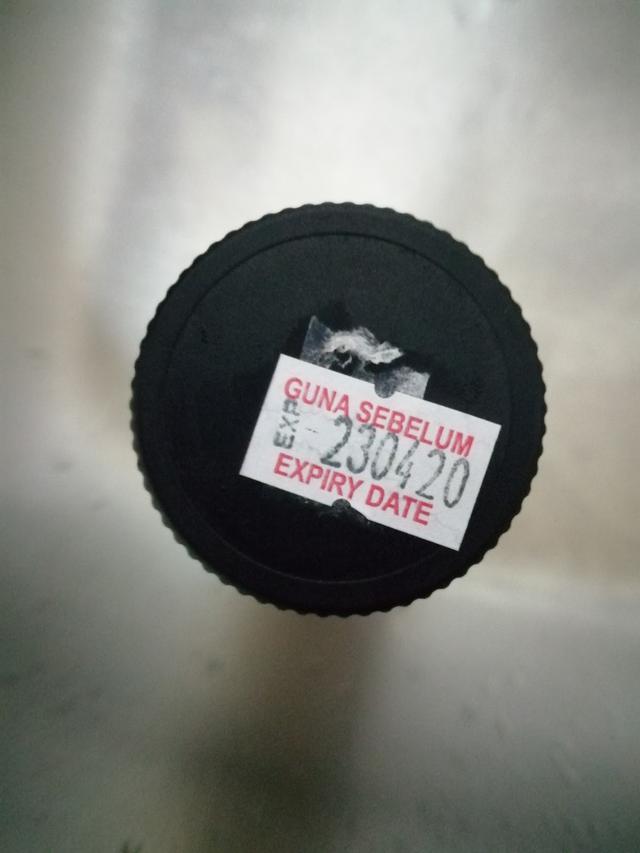 GUNA SEBELUM
EXP 230420
EXPIRY DATE